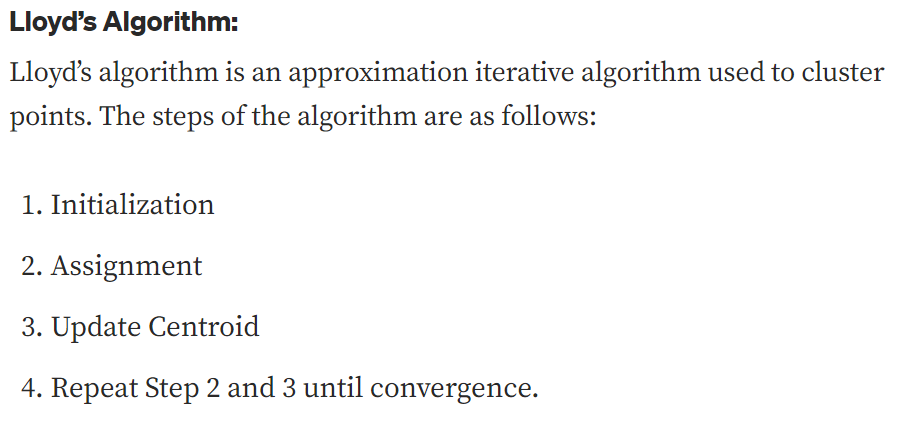 Lloyd’s Algorithm:
Lloyd’s algorithm is an approximation iterative algorithm used to cluster
points. The steps of the algorithm are as follows:
1. Initialization
2. Assignment
3. Update Centroid
4. Repeat Step 2 and 3 until convergence.